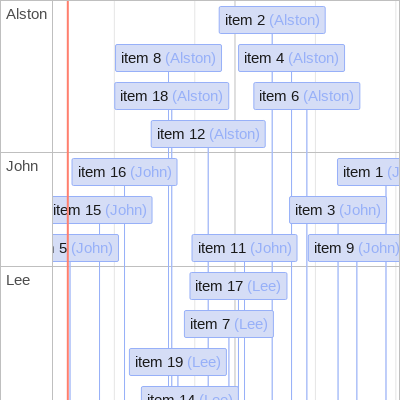 Alston
item 2 (Alston)
item 8 (Alston)
item 4 (Alston)
item 18 (Alston)
item 6 (Alston)
item 12 (Alston)
John
item 16 (John)
item 1 (J
item 15 (John)
item 3 (John)
5 (John)
item 11 (John)
item 9 (John)
Lee
item 17 (Lee)
item 7 (Lee)
item 19 (Lee)
item 14 (Lee)